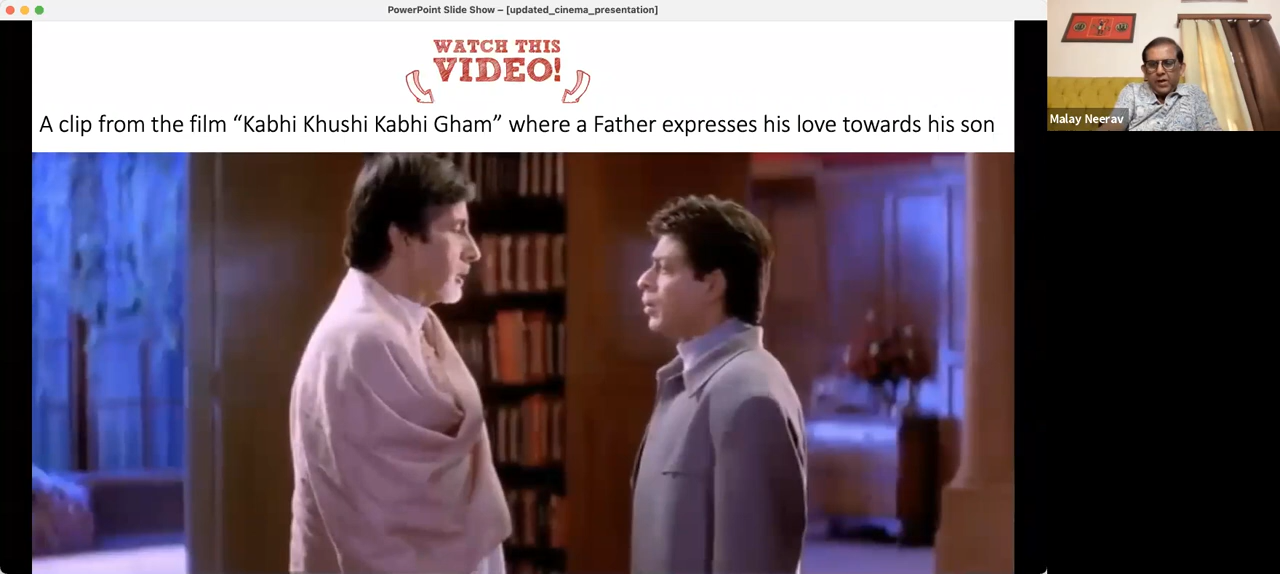 PowerPoint Slide Show – [updated_cinema_presentation]
WATCH THIS
VIDEO!
A clip from the film “Kabhi Khushi Kabhi Gham” where a Father expresses his love towards his son
Malay Neerav